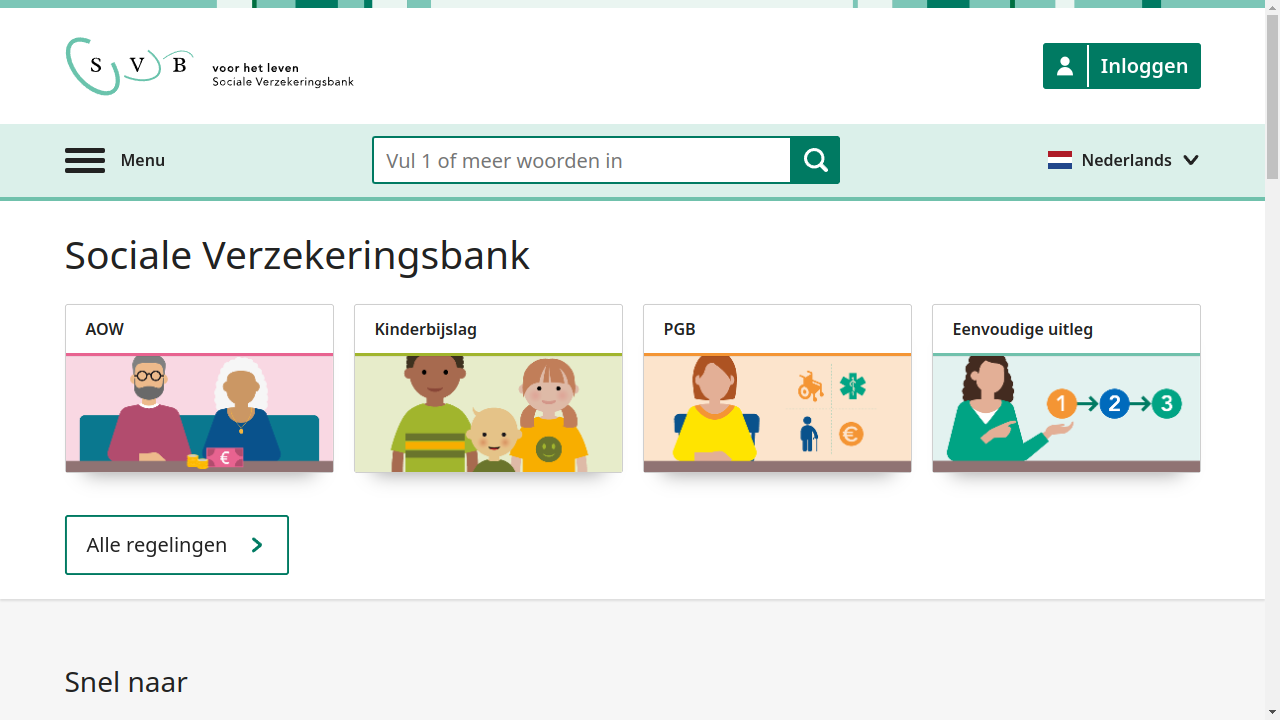 S V B
voor het leven
Sociale Verzekeringsbank
Inloggen
Menu
Vul 1 of meer woorden in
Nederlands
Sociale Verzekeringsbank
AOW
Kinderbijslag
PGB
Eenvoudige uitleg
€
€
1 2 3
Alle regelingen
Snel naar